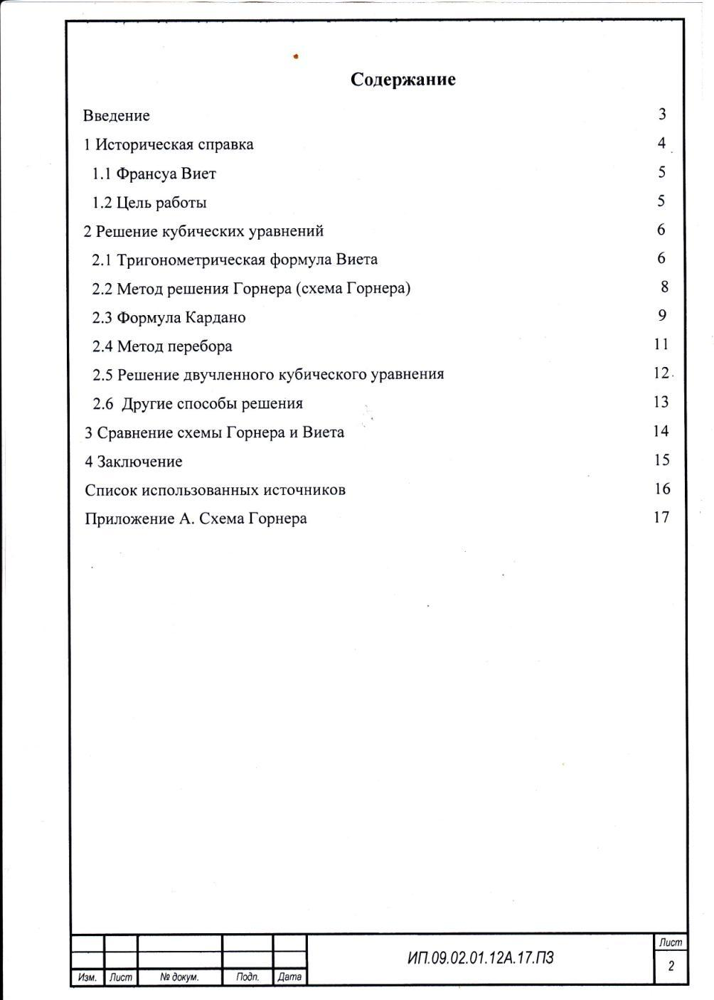 Содержание
Введение 3
1 Историческая справка 4
1.1 Франсуа Виет 5
1.2 Цель работы 5
2 Решение кубических уравнений 6
2.1 Тригонометрическая формула Виета 6
2.2 Метод решения Горнера (схема Горнера) 8
2.3 Формула Кардано 9
2.4 Метод перебора 11
2.5 Решение двучленного кубического уравнения 12
2.6 Другие способы решения 13
3 Сравнение схемы Горнера и Виета 14
4 Заключение 15
Список использованных источников 16
Приложение А. Схема Горнера 17
Лист
ИП.09.02.01.12А.17.ПЗ
2
Изм. Лист № докум. Подп. Дата